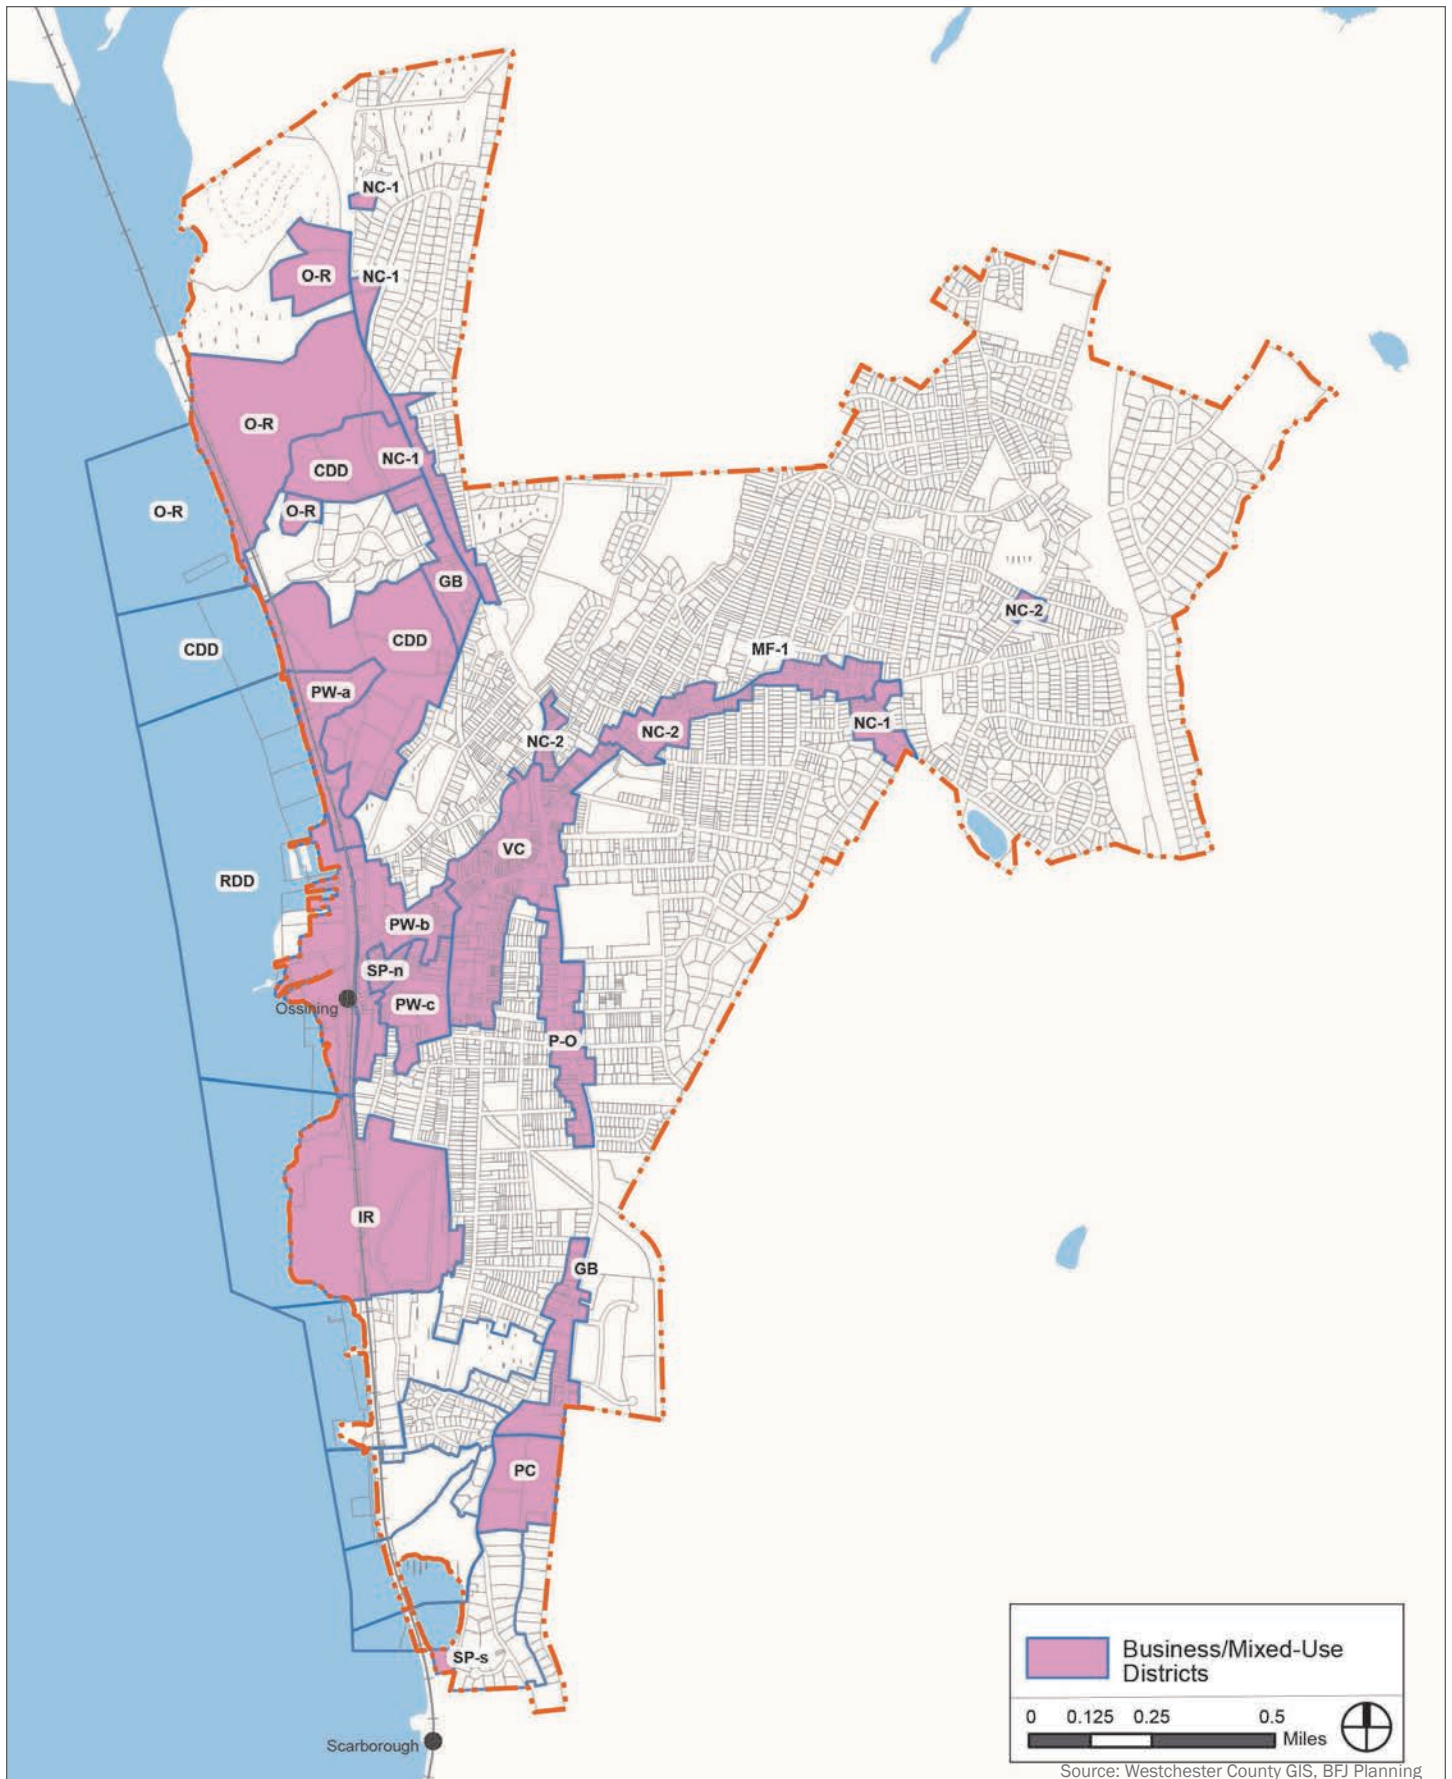 NC-1
O-R
NC-1
O-R
NC-1
CDD
O-R
O-R
GB
NC-2
CDD
CDD
MF-1
PW-a
NC-1
NC-2
NC-2
VC
RDD
PW-b
SP-n
PW-c
Ossining
P-O
IR
GB
PC
SP-s
Scarborough
Business/Mixed-Use
Districts
0 0.125 0.25 0.5
Miles
Source: Westchester County GIS, BFJ Planning